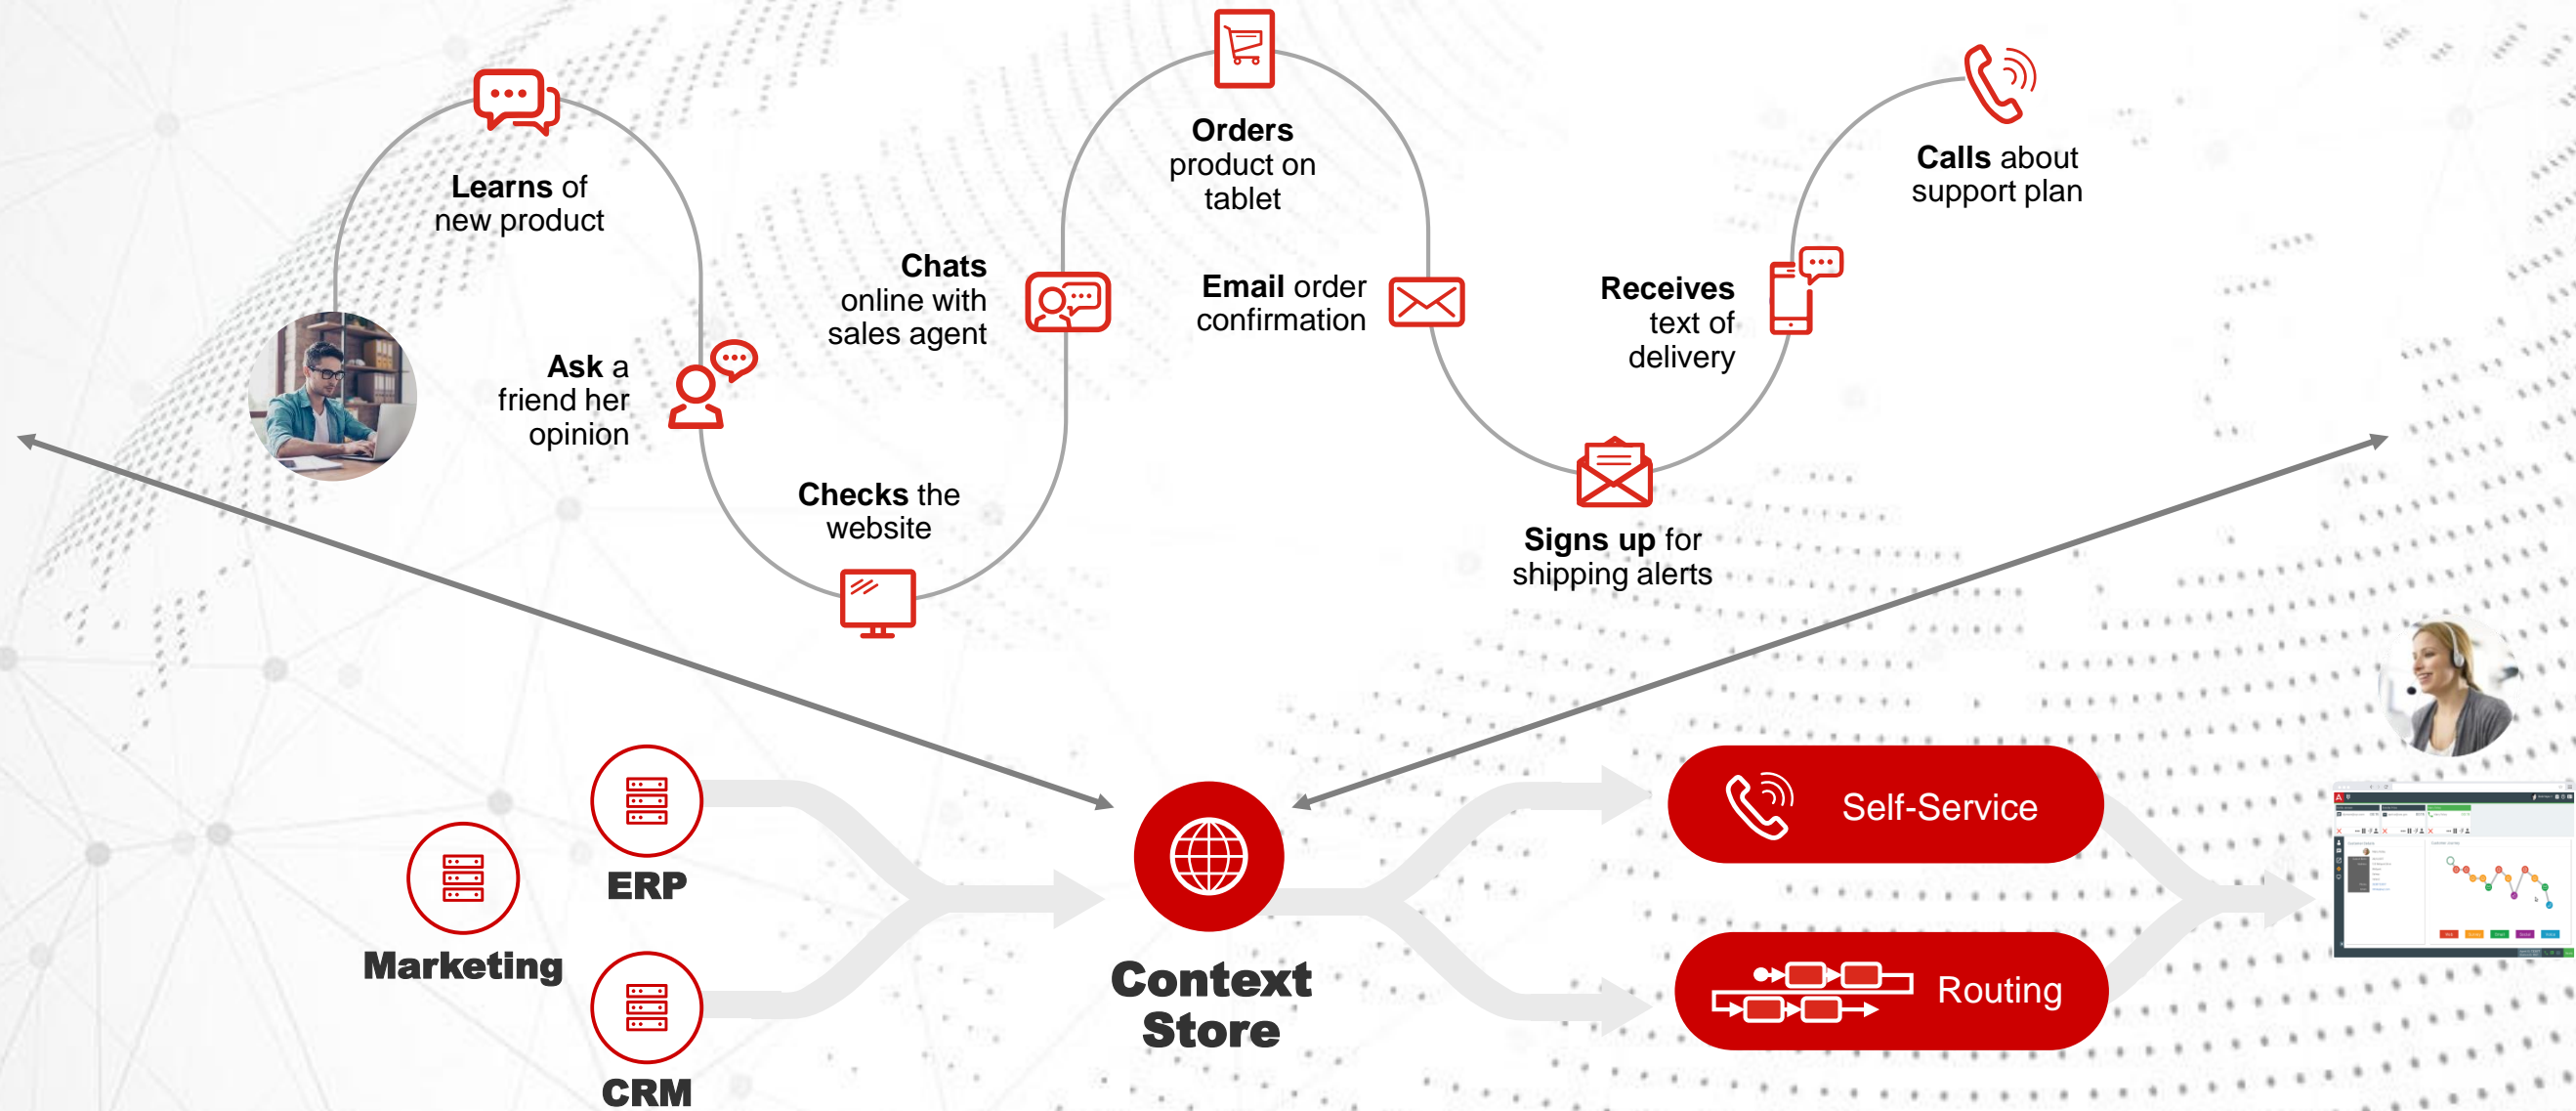 Learns of
new product
Ask a
friend her
opinion
Checks the
website
Chats
online with
sales agent
Orders
product on
tablet
Email order
confirmation
Signs up for
shipping alerts
Receives
text of
delivery
Calls about
support plan
Marketing
ERP
CRM
Context
Store
Self-Service
Routing